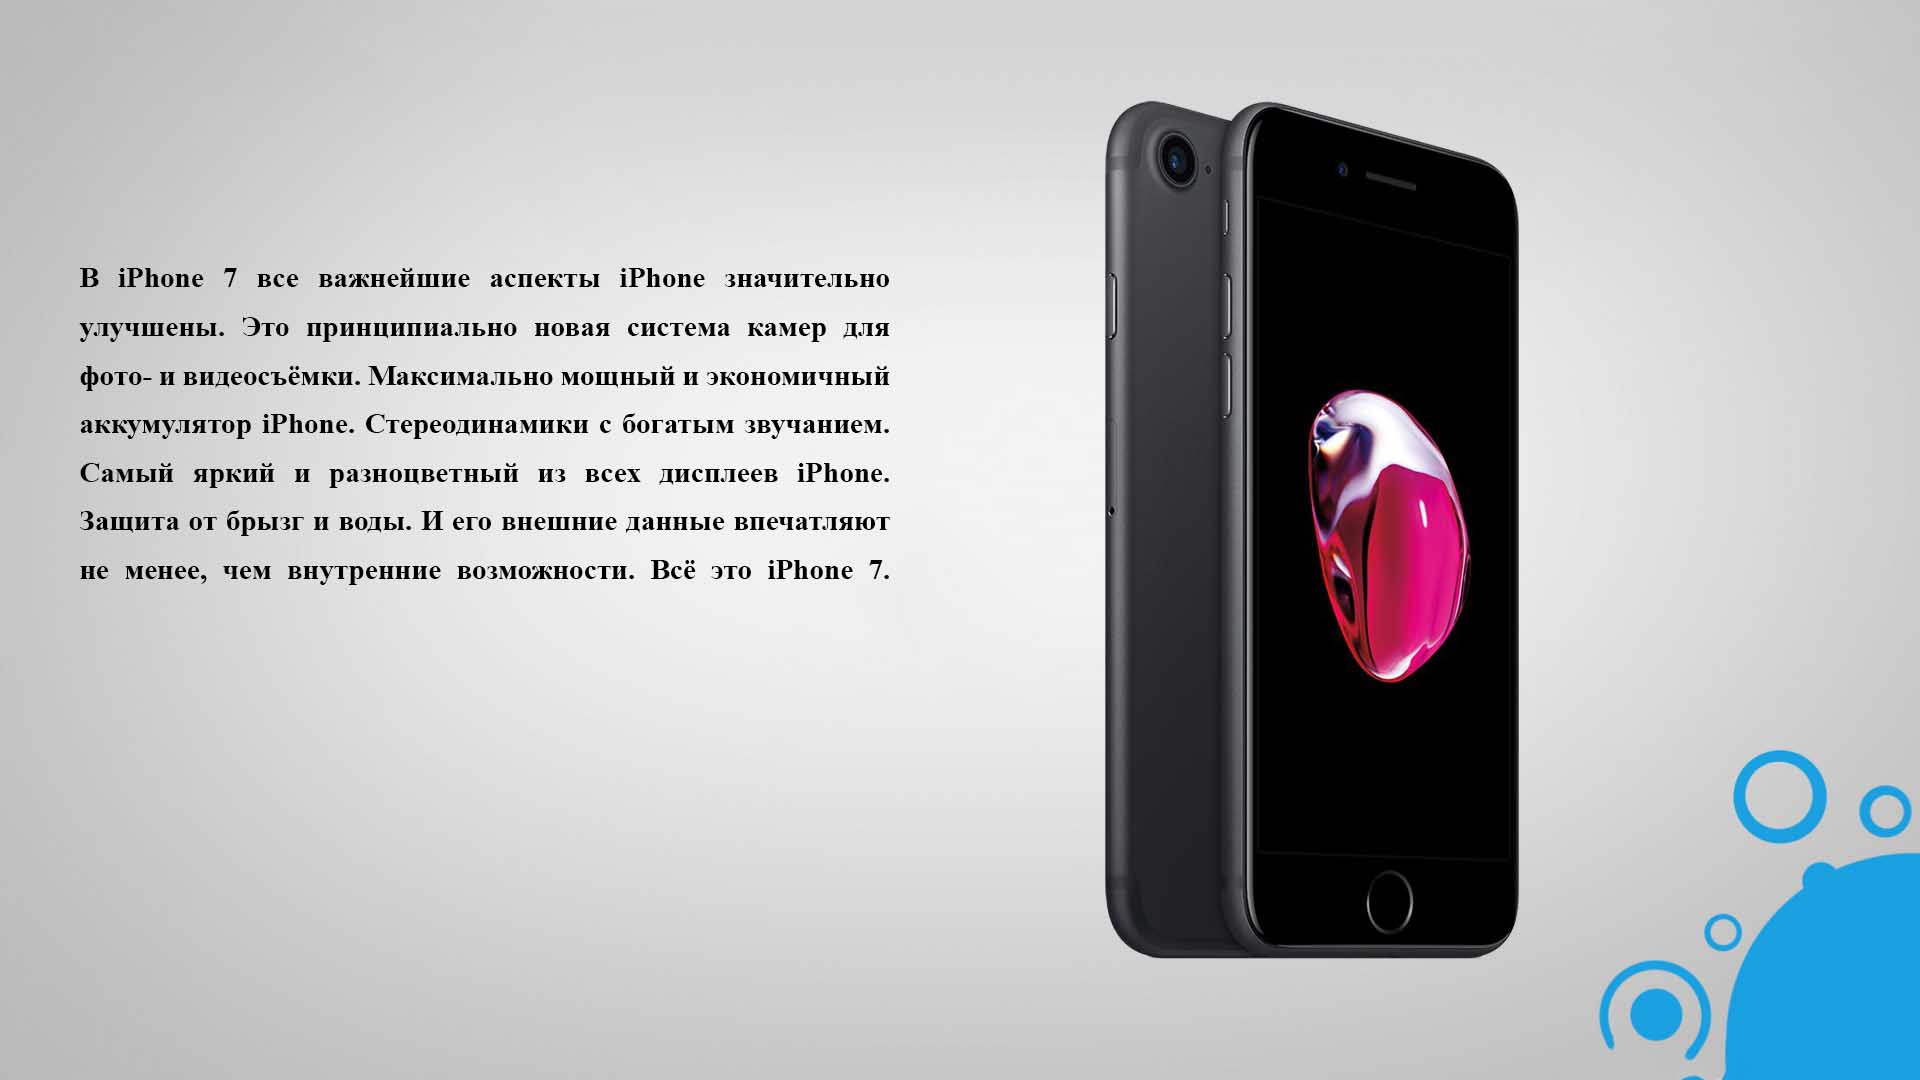 В iPhone 7 все важнейшие аспекты iPhone значительно
улучшены. Это принципиально новая система камер для
фото- и видеосъёмки. Максимально мощный и экономичный
аккумулятор iPhone. Стереодинамики с богатым звучанием.
Самый яркий и разноцветный из всех дисплеев iPhone.
Защита от брызг и воды. И его внешние данные впечатляют
не менее, чем внутренние возможности. Всё это iPhone 7.